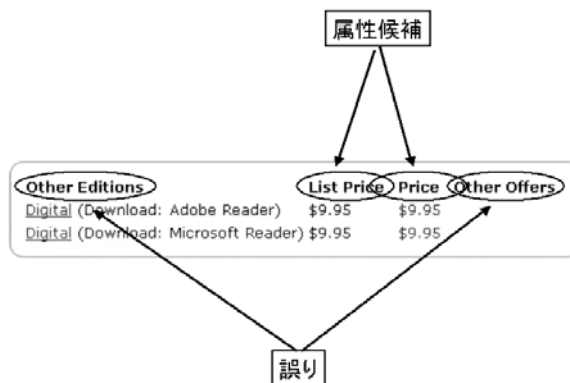 属性候補
Other Editions List Price Price Other Offers
Digital (Download: Adobe Reader) $9.95 $9.95
Digital (Download: Microsoft Reader) $9.95 $9.95
誤り